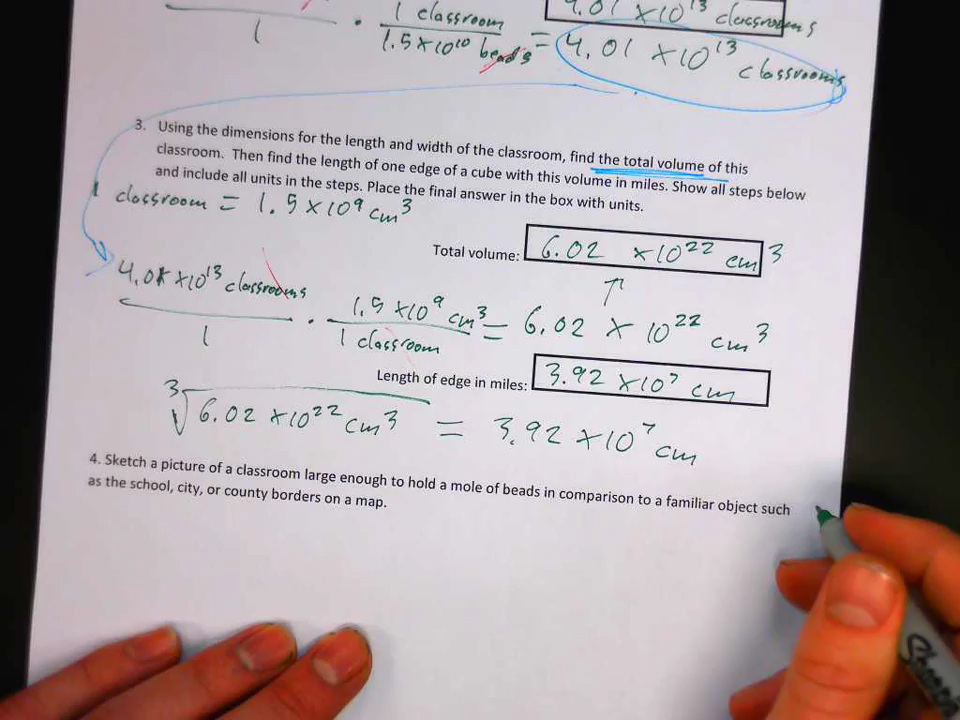 4.01 ×10^13 classrooms
1 · 1 classroom / 1.5×10^10 beads = 4.01 ×10^13 classrooms
3. Using the dimensions for the length and width of the classroom, find the total volume of this
classroom. Then find the length of one edge of a cube with this volume in miles. Show all steps below
and include all units in the steps. Place the final answer in the box with units.
1 classroom = 1.5 ×10^9 cm^3
Total volume: 6.02 ×10^22 cm^3
4.01 ×10^13 classrooms / 1 · 1.5 ×10^9 cm^3 / 1 classroom = 6.02 × 10^22 cm^3
Length of edge in miles: 3.92 ×10^7 cm
3√6.02 ×10^22 cm^3 = 3.92 ×10^7 cm
4. Sketch a picture of a classroom large enough to hold a mole of beads in comparison to a familiar object such
as the school, city, or county borders on a map.